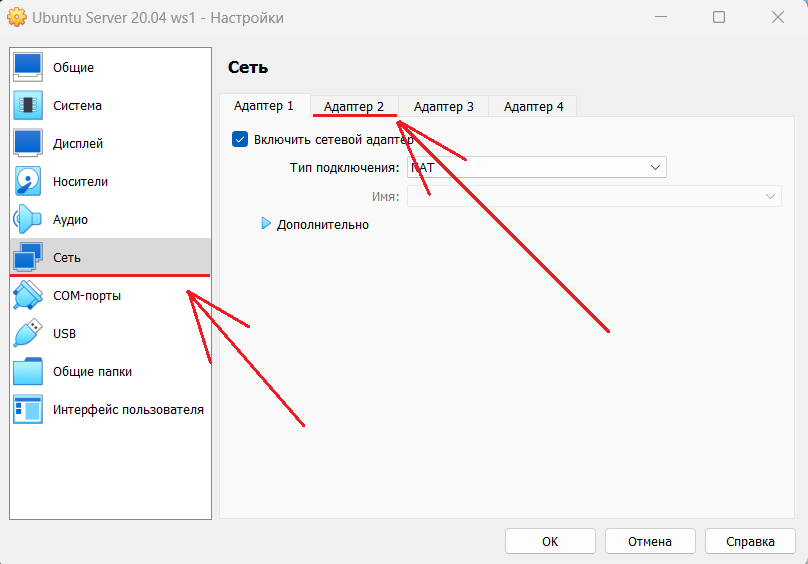 Ubuntu Server 20.04 ws1 - Настройки
Общие
Система
Дисплей
Носители
Аудио
Сеть
COM-порты
USB
Общие папки
Интерфейс пользователя
Сеть
Адаптер 1 Адаптер 2 Адаптер 3 Адаптер 4
Включить сетевой адаптер
Тип подключения: NAT
Имя:
Дополнительно
OK Отмена Справка